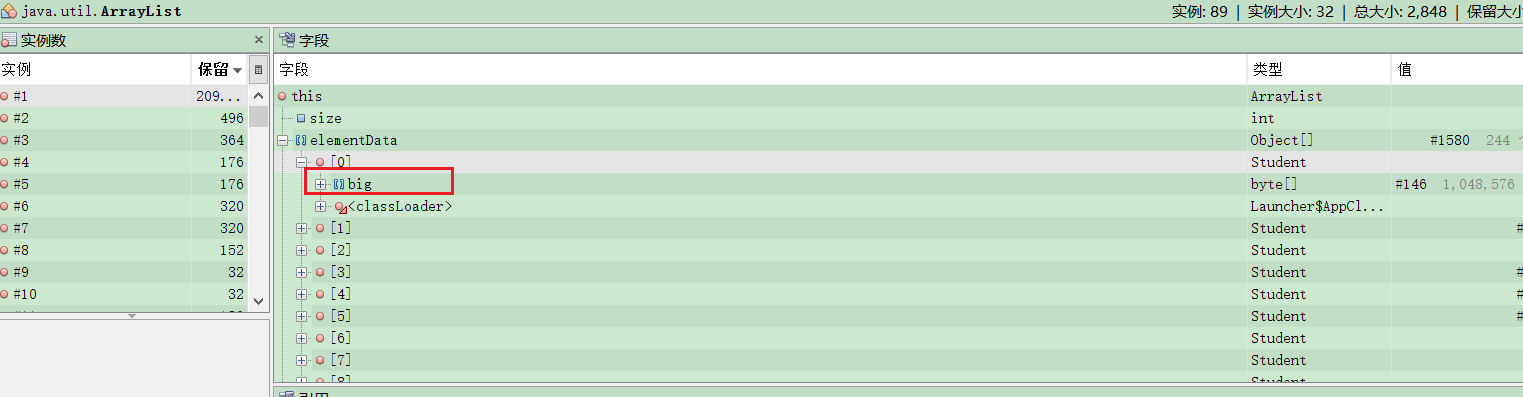 java.util.ArrayList 实例: 89 | 实例大小: 32 | 总大小: 2,848 | 保留大小
实例数 × 字段
实例 保留 字段 类型 值
#1 209... this ArrayList
#2 496 size int
#3 364 elementData Object[] #1580 244
#4 176 [0] Student
#5 176 big byte[] #146 1,048,576
#6 320 <classLoader> Launcher$AppCl...
#7 320 [1] Student #
#8 152 [2] Student
#9 32 [3] Student #
#10 32 [4] Student #
[5] Student #
[6] Student
[7] Student
[8] Student
引用